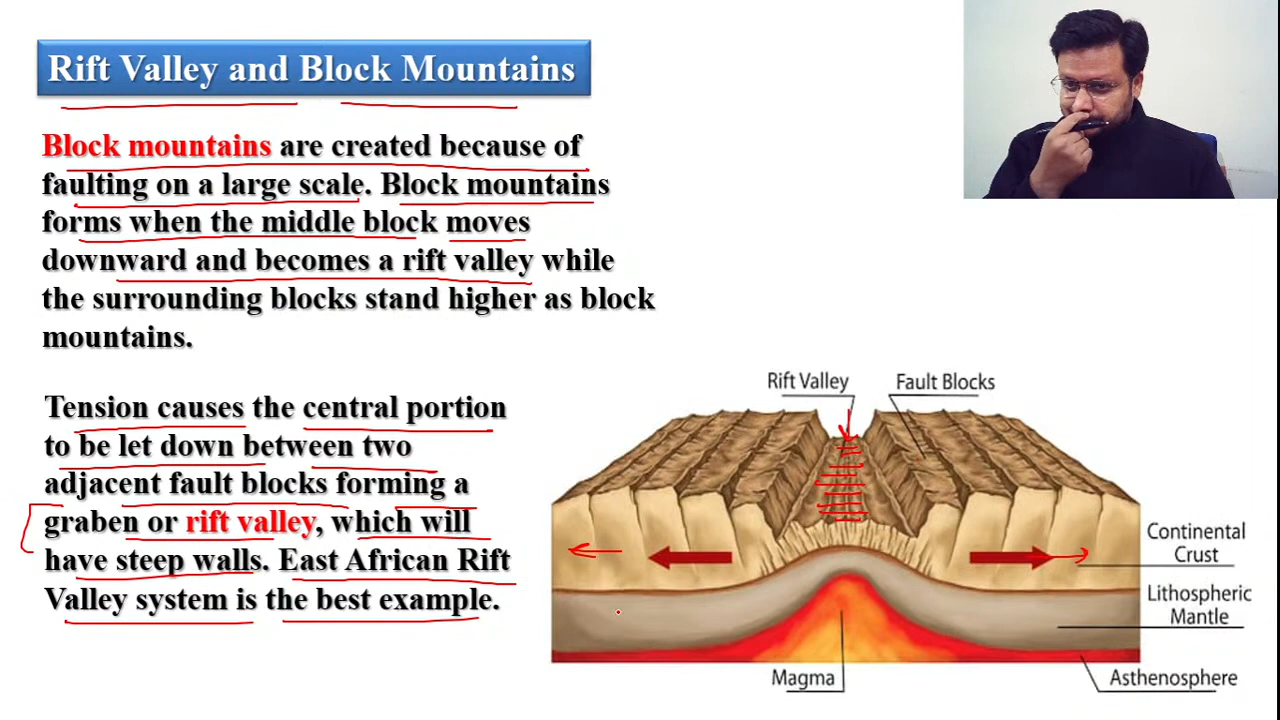 Rift Valley and Block Mountains
Block mountains are created because of
faulting on a large scale. Block mountains
forms when the middle block moves
downward and becomes a rift valley while
the surrounding blocks stand higher as block
mountains.
Tension causes the central portion
to be let down between two
adjacent fault blocks forming a
graben or rift valley, which will
have steep walls. East African Rift
Valley system is the best example.
Rift Valley
Fault Blocks
Continental
Crust
Lithospheric
Mantle
Magma
Asthenosphere